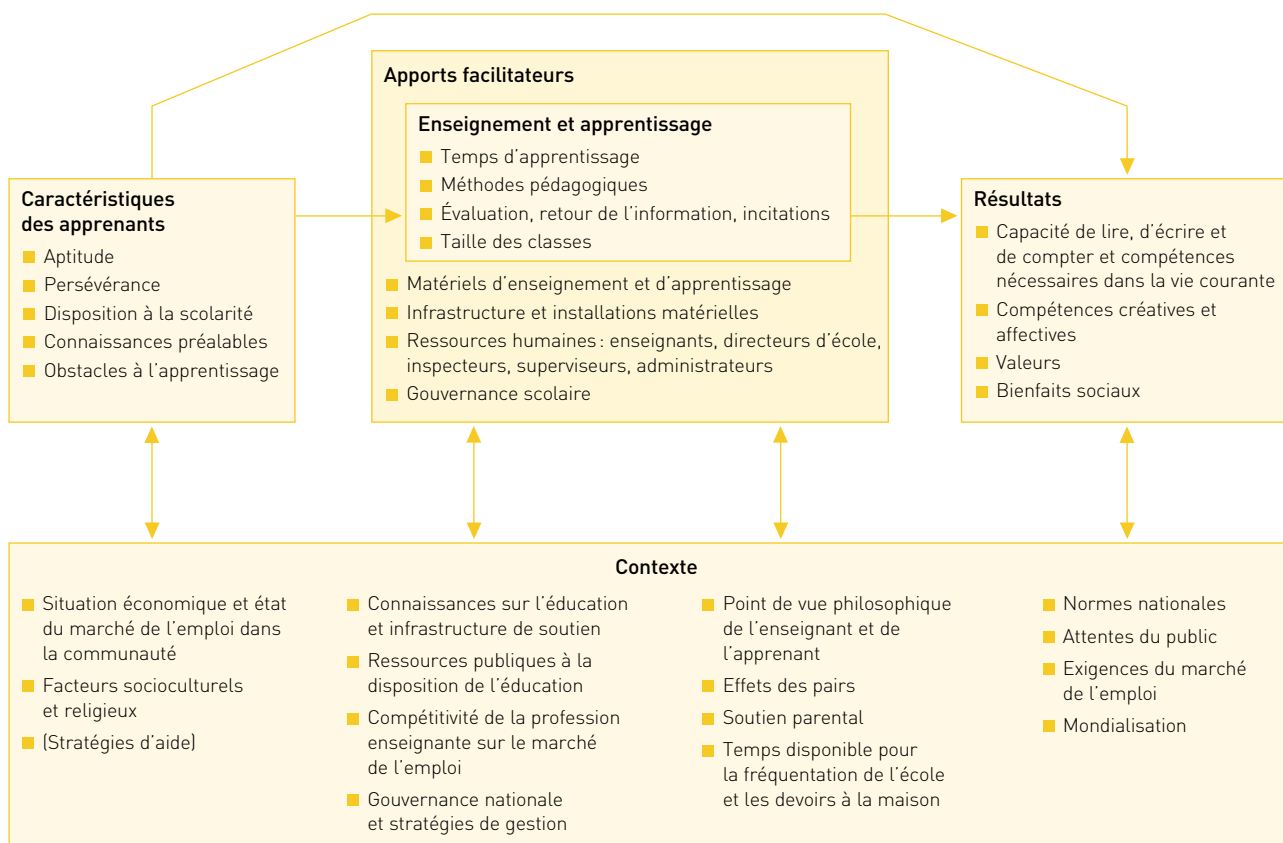 Apports facilitateurs
Enseignement et apprentissage
Temps d'apprentissage
Méthodes pédagogiques
Évaluation, retour de l'information, incitations
Taille des classes
Matériels d'enseignement et d'apprentissage
Infrastructure et installations matérielles
Ressources humaines : enseignants, directeurs d'école,
inspecteurs, superviseurs, administrateurs
Gouvernance scolaire
Caractéristiques
des apprenants
Aptitude
Persévérance
Disposition à la scolarité
Connaissances préalables
Obstacles à l'apprentissage
Résultats
Capacité de lire, d'écrire et
de compter et compétences
nécessaires dans la vie courante
Compétences créatives et
affectives
Valeurs
Bienfaits sociaux
Contexte
Situation économique et état
du marché de l'emploi dans
la communauté
Facteurs socioculturels
et religieux
(Stratégies d'aide)
Connaissances sur l'éducation
et infrastructure de soutien
Ressources publiques à la
disposition de l'éducation
Compétitivité de la profession
enseignante sur le marché
de l'emploi
Gouvernance nationale
et stratégies de gestion
Point de vue philosophique
de l'enseignant et de
l'apprenant
Effets des pairs
Soutien parental
Temps disponible pour
la fréquentation de l'école
et les devoirs à la maison
Normes nationales
Attentes du public
Exigences du marché
de l'emploi
Mondialisation